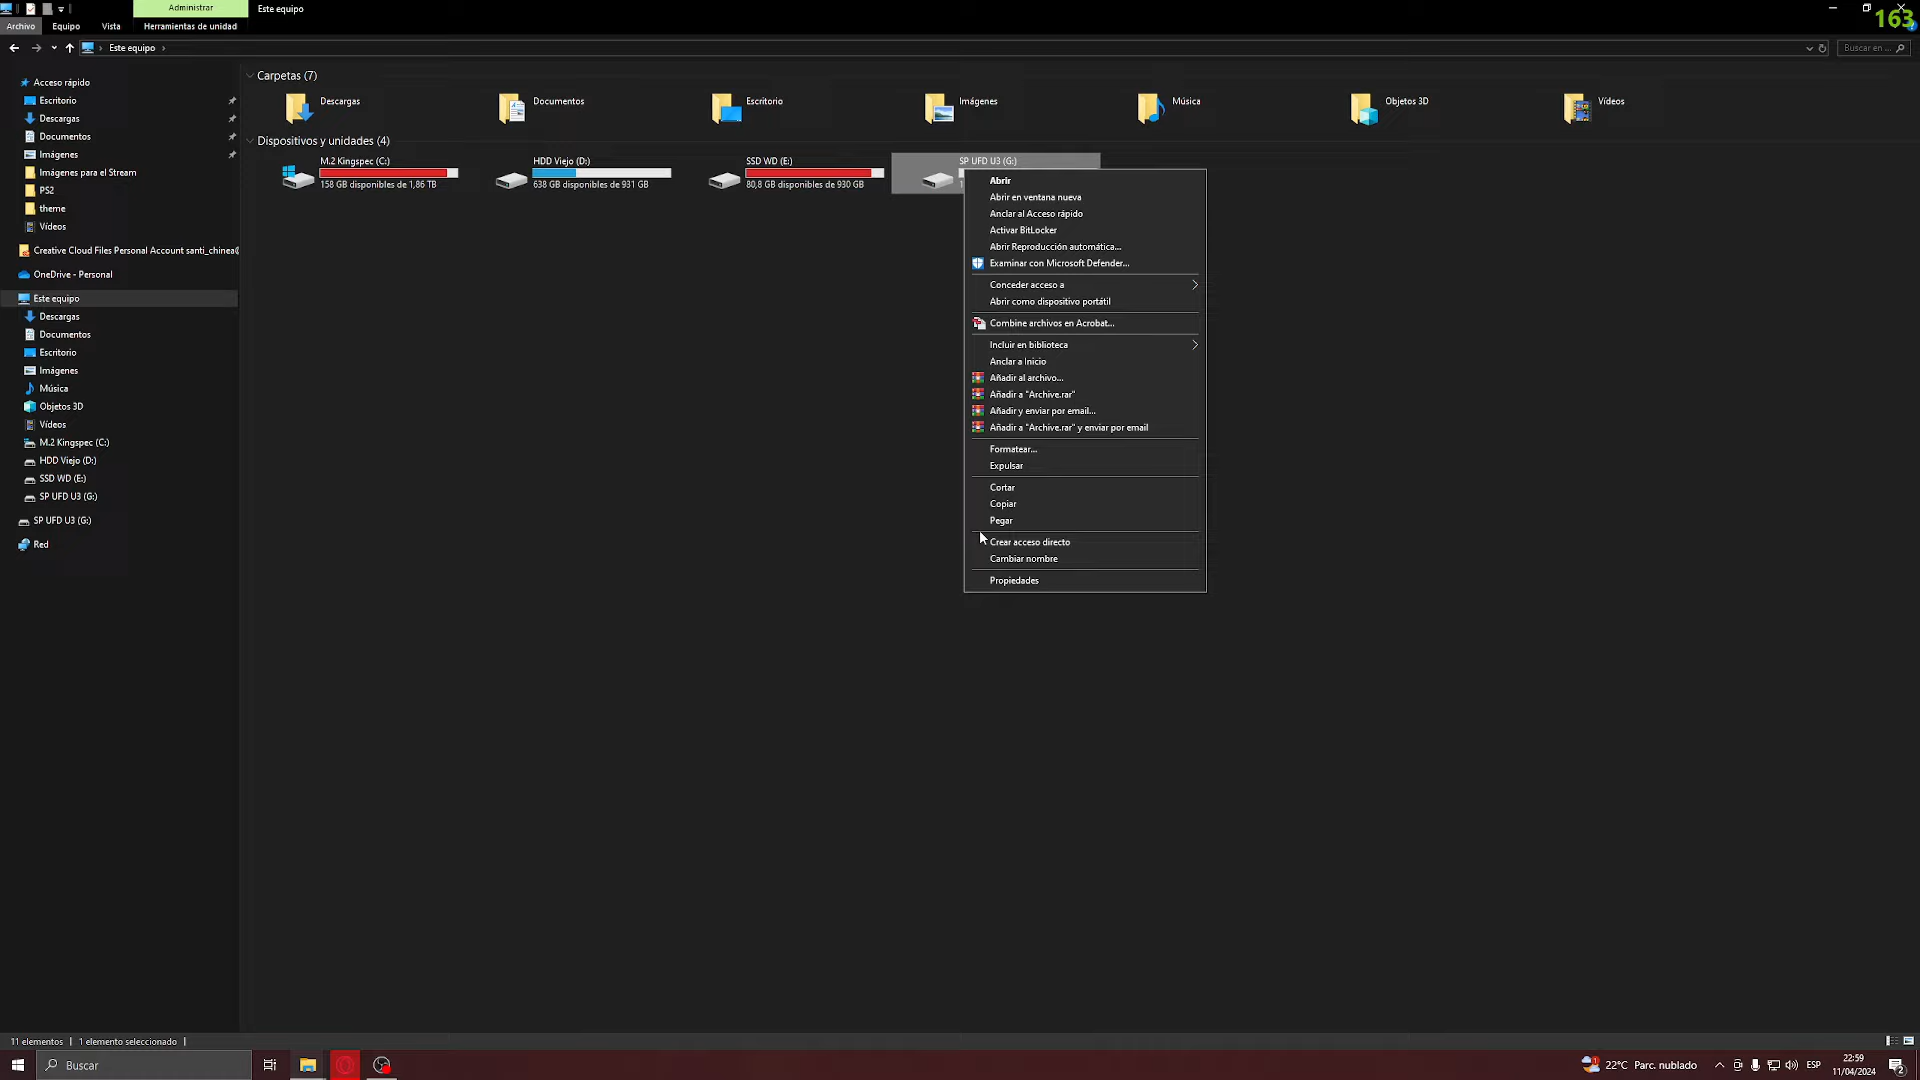 Administrar
Este equipo
163
Archivo
Equipo
Vista
Herramientas de unidad
Este equipo
Buscar en ...
Acceso rápido
Escritorio
Descargas
Documentos
Imágenes
Imágenes para el Stream
PS2
theme
Vídeos
Creative Cloud Files Personal Account santi_chinea@
OneDrive - Personal
Este equipo
Descargas
Documentos
Escritorio
Imágenes
Música
Objetos 3D
Vídeos
M.2 Kingspec (C:)
HDD Viejo (D:)
SSD WD (E:)
SP UFD U3 (G:)
SP UFD U3 (G:)
Red
Carpetas (7)
Descargas
Documentos
Escritorio
Imágenes
Música
Objetos 3D
Vídeos
Dispositivos y unidades (4)
M.2 Kingspec (C:)
158 GB disponibles de 1,86 TB
HDD Viejo (D:)
638 GB disponibles de 931 GB
SSD WD (E:)
80,8 GB disponibles de 930 GB
SP UFD U3 (G:)
Abrir
Abrir en ventana nueva
Anclar al Acceso rápido
Activar BitLocker
Abrir Reproducción automática...
Examinar con Microsoft Defender...
Conceder acceso a
Abrir como dispositivo portátil
Combine archivos en Acrobat...
Incluir en biblioteca
Anclar a Inicio
Añadir al archivo...
Añadir a "Archive.rar"
Añadir y enviar por email...
Añadir a "Archive.rar" y enviar por email
Formatear...
Expulsar
Cortar
Copiar
Pegar
Crear acceso directo
Cambiar nombre
Propiedades
11 elementos
1 elemento seleccionado
Buscar
22°C Parc. nublado
ESP
22:59
11/04/2024
2